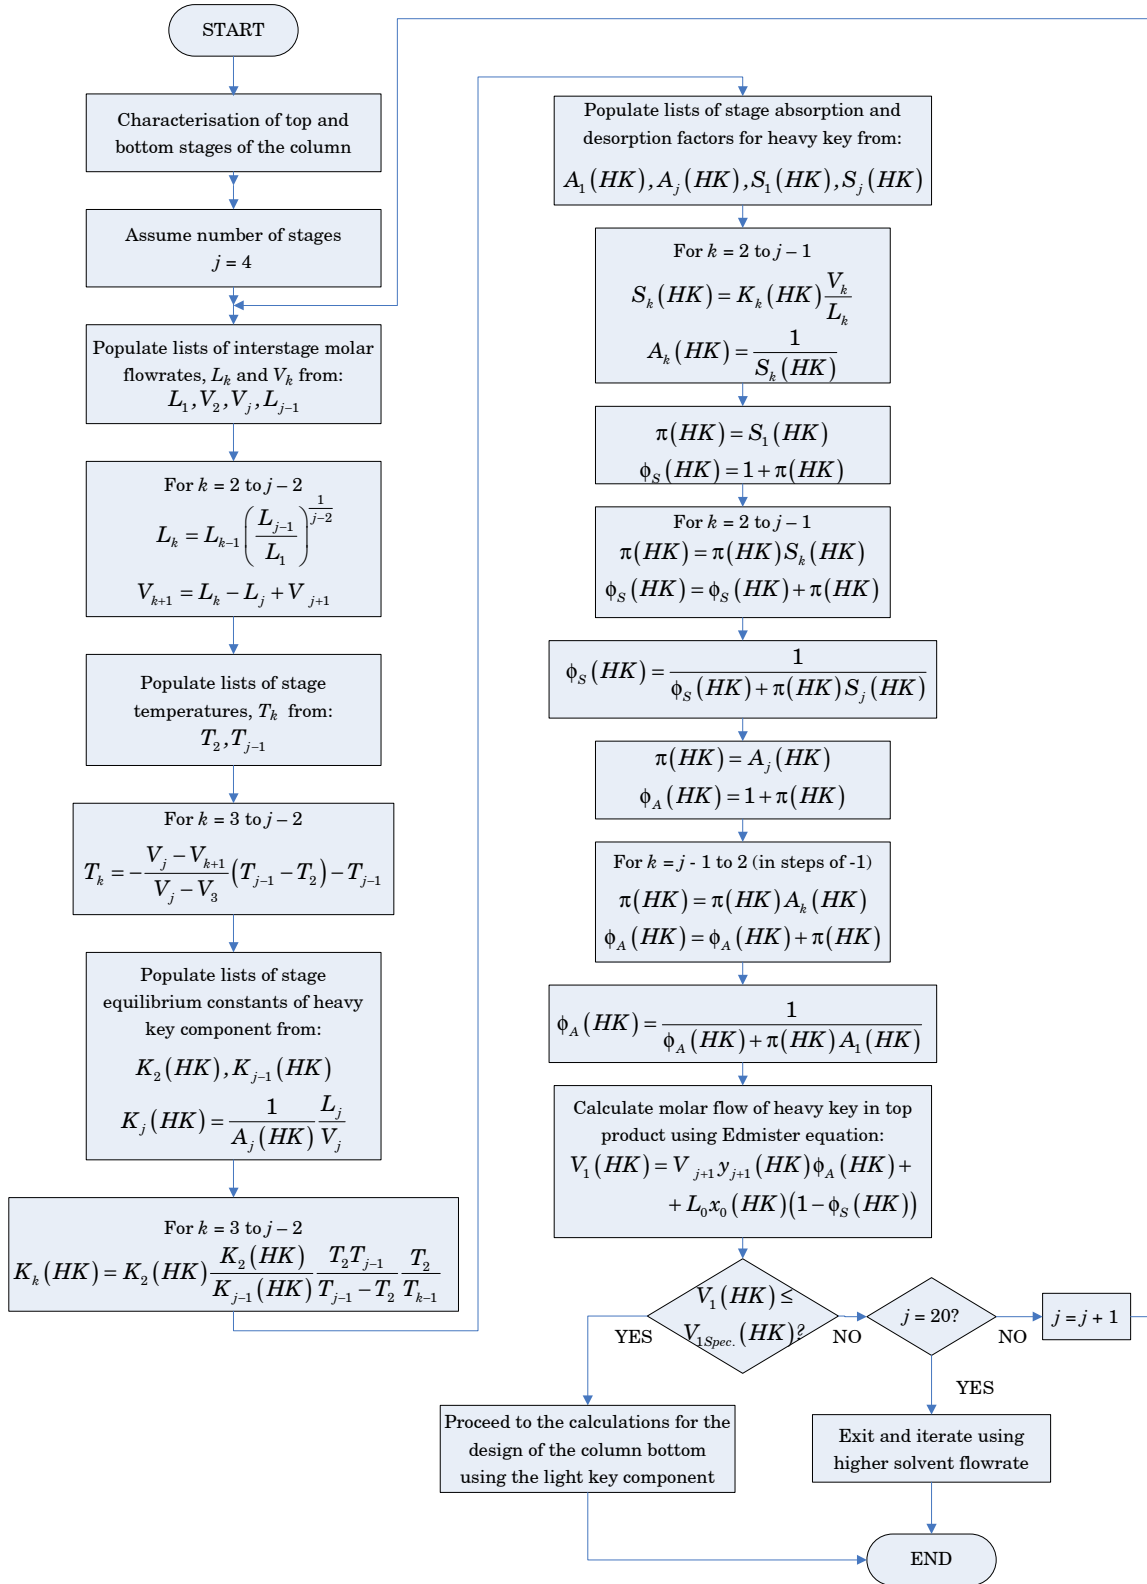 START
Characterisation of top and
bottom stages of the column
Assume number of stages
j = 4
Populate lists of interstage molar
flowrates, L_k and V_k from:
L_1, V_2, V_j, L_{j−1}
For k = 2 to j – 2
L_k = L_{k−1} (L_{j−1} / L_1)^{1/(j−2)}
V_{k+1} = L_k − L_j + V_{j+1}
Populate lists of stage
temperatures, T_k from:
T_2, T_{j−1}
For k = 3 to j – 2
T_k = − (V_j − V_{k+1}) / (V_j − V_3) (T_{j−1} − T_2) − T_{j−1}
Populate lists of stage
equilibrium constants of heavy
key component from:
K_2(HK), K_{j−1}(HK)
K_j(HK) = 1 / A_j(HK) L_j / V_j
For k = 3 to j – 2
K_k(HK) = K_2(HK) K_2(HK) / K_{j−1}(HK) T_2 T_{j−1} / (T_{j−1} − T_2) T_2 / T_{k−1}
Populate lists of stage absorption and
desorption factors for heavy key from:
A_1(HK), A_j(HK), S_1(HK), S_j(HK)
For k = 2 to j – 1
S_k(HK) = K_k(HK) V_k / L_k
A_k(HK) = 1 / S_k(HK)
π(HK) = S_1(HK)
ϕ_S(HK) = 1 + π(HK)
For k = 2 to j – 1
π(HK) = π(HK) S_k(HK)
ϕ_S(HK) = ϕ_S(HK) + π(HK)
ϕ_S(HK) = 1 / (ϕ_S(HK) + π(HK) S_j(HK))
π(HK) = A_j(HK)
ϕ_A(HK) = 1 + π(HK)
For k = j - 1 to 2 (in steps of -1)
π(HK) = π(HK) A_k(HK)
ϕ_A(HK) = ϕ_A(HK) + π(HK)
ϕ_A(HK) = 1 / (ϕ_A(HK) + π(HK) A_1(HK))
Calculate molar flow of heavy key in top
product using Edmister equation:
V_1(HK) = V_{j+1} y_{j+1}(HK) ϕ_A(HK) +
+ L_0 x_0(HK)(1 − ϕ_S(HK))
V_1(HK) ≤
V_{1Spec.}(HK)?
YES
NO
j = 20?
NO
j = j + 1
YES
Proceed to the calculations for the
design of the column bottom
using the light key component
Exit and iterate using
higher solvent flowrate
END